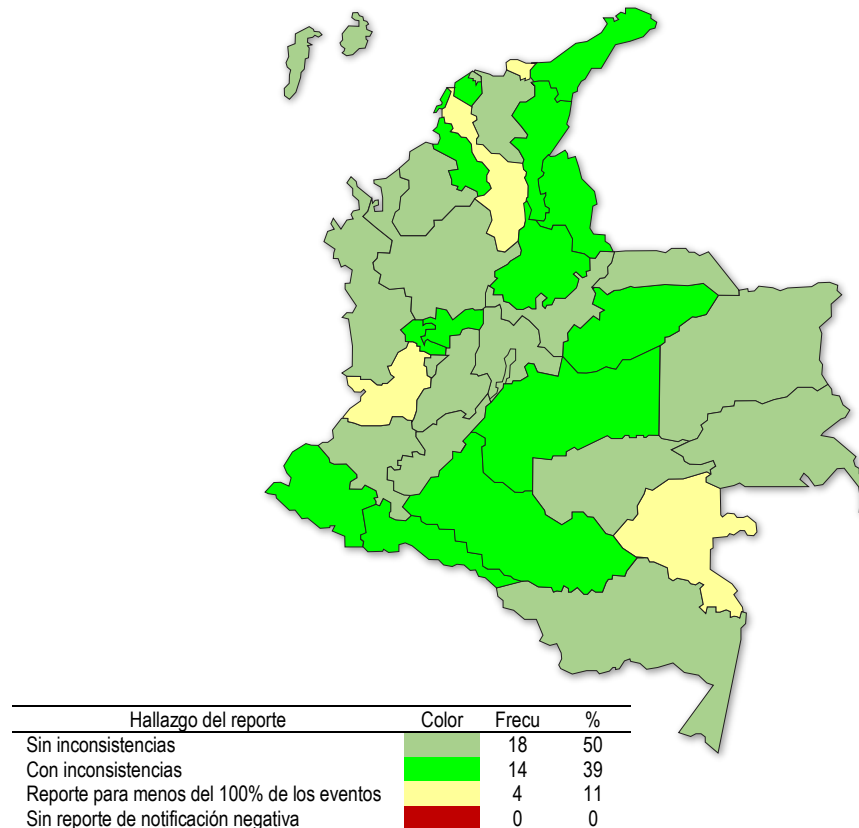 Hallazgo del reporte Color Frecu %
Sin inconsistencias 18 50
Con inconsistencias 14 39
Reporte para menos del 100% de los eventos 4 11
Sin reporte de notificación negativa 0 0